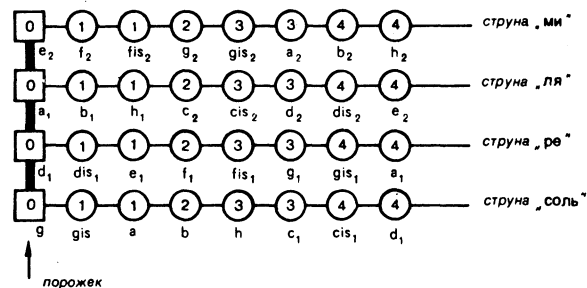 0 1 1 2 3 3 4 4 струна „ми“
e₂ f₂ fis₂ g₂ gis₂ a₂ b₂ h₂
0 1 1 2 3 3 4 4 струна „ля“
a₁ b₁ h₁ c₂ cis₂ d₂ dis₂ e₂
0 1 1 2 3 3 4 4 струна „ре“
d₁ dis₁ e₁ f₁ fis₁ g₁ gis₁ a₁
0 1 1 2 3 3 4 4 струна „соль“
g gis a b h c₁ cis₁ d₁
порожек